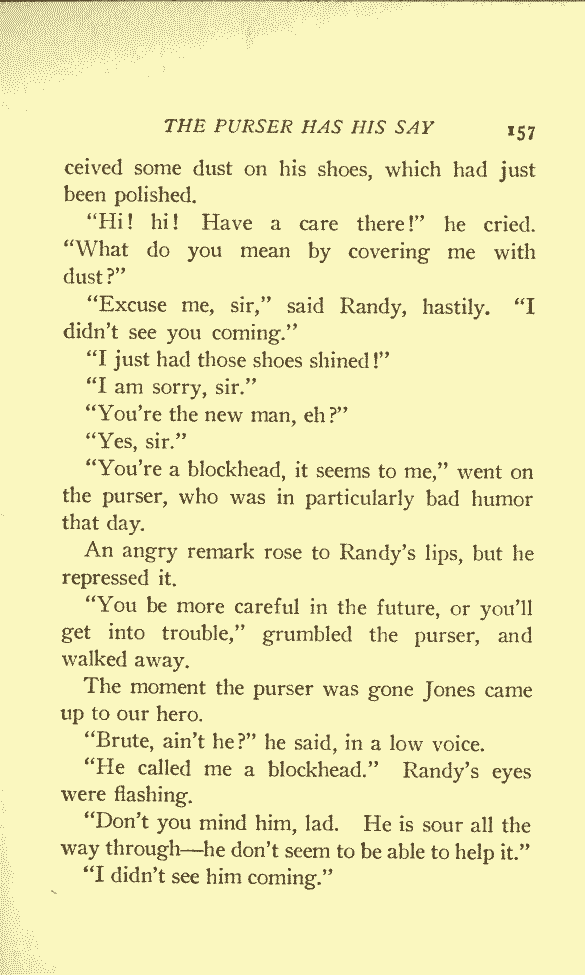 THE PURSER HAS HIS SAY 157
ceived some dust on his shoes, which had just
been polished.
"Hi! hi! Have a care there!" he cried.
"What do you mean by covering me with
dust?"
"Excuse me, sir," said Randy, hastily. "I
didn't see you coming."
"I just had those shoes shined!"
"I am sorry, sir."
"You're the new man, eh?"
"Yes, sir."
"You're a blockhead, it seems to me," went on
the purser, who was in particularly bad humor
that day.
An angry remark rose to Randy's lips, but he
repressed it.
"You be more careful in the future, or you'll
get into trouble," grumbled the purser, and
walked away.
The moment the purser was gone Jones came
up to our hero.
"Brute, ain't he?" he said, in a low voice.
"He called me a blockhead." Randy's eyes
were flashing.
"Don't you mind him, lad. He is sour all the
way through—he don't seem to be able to help it."
"I didn't see him coming."